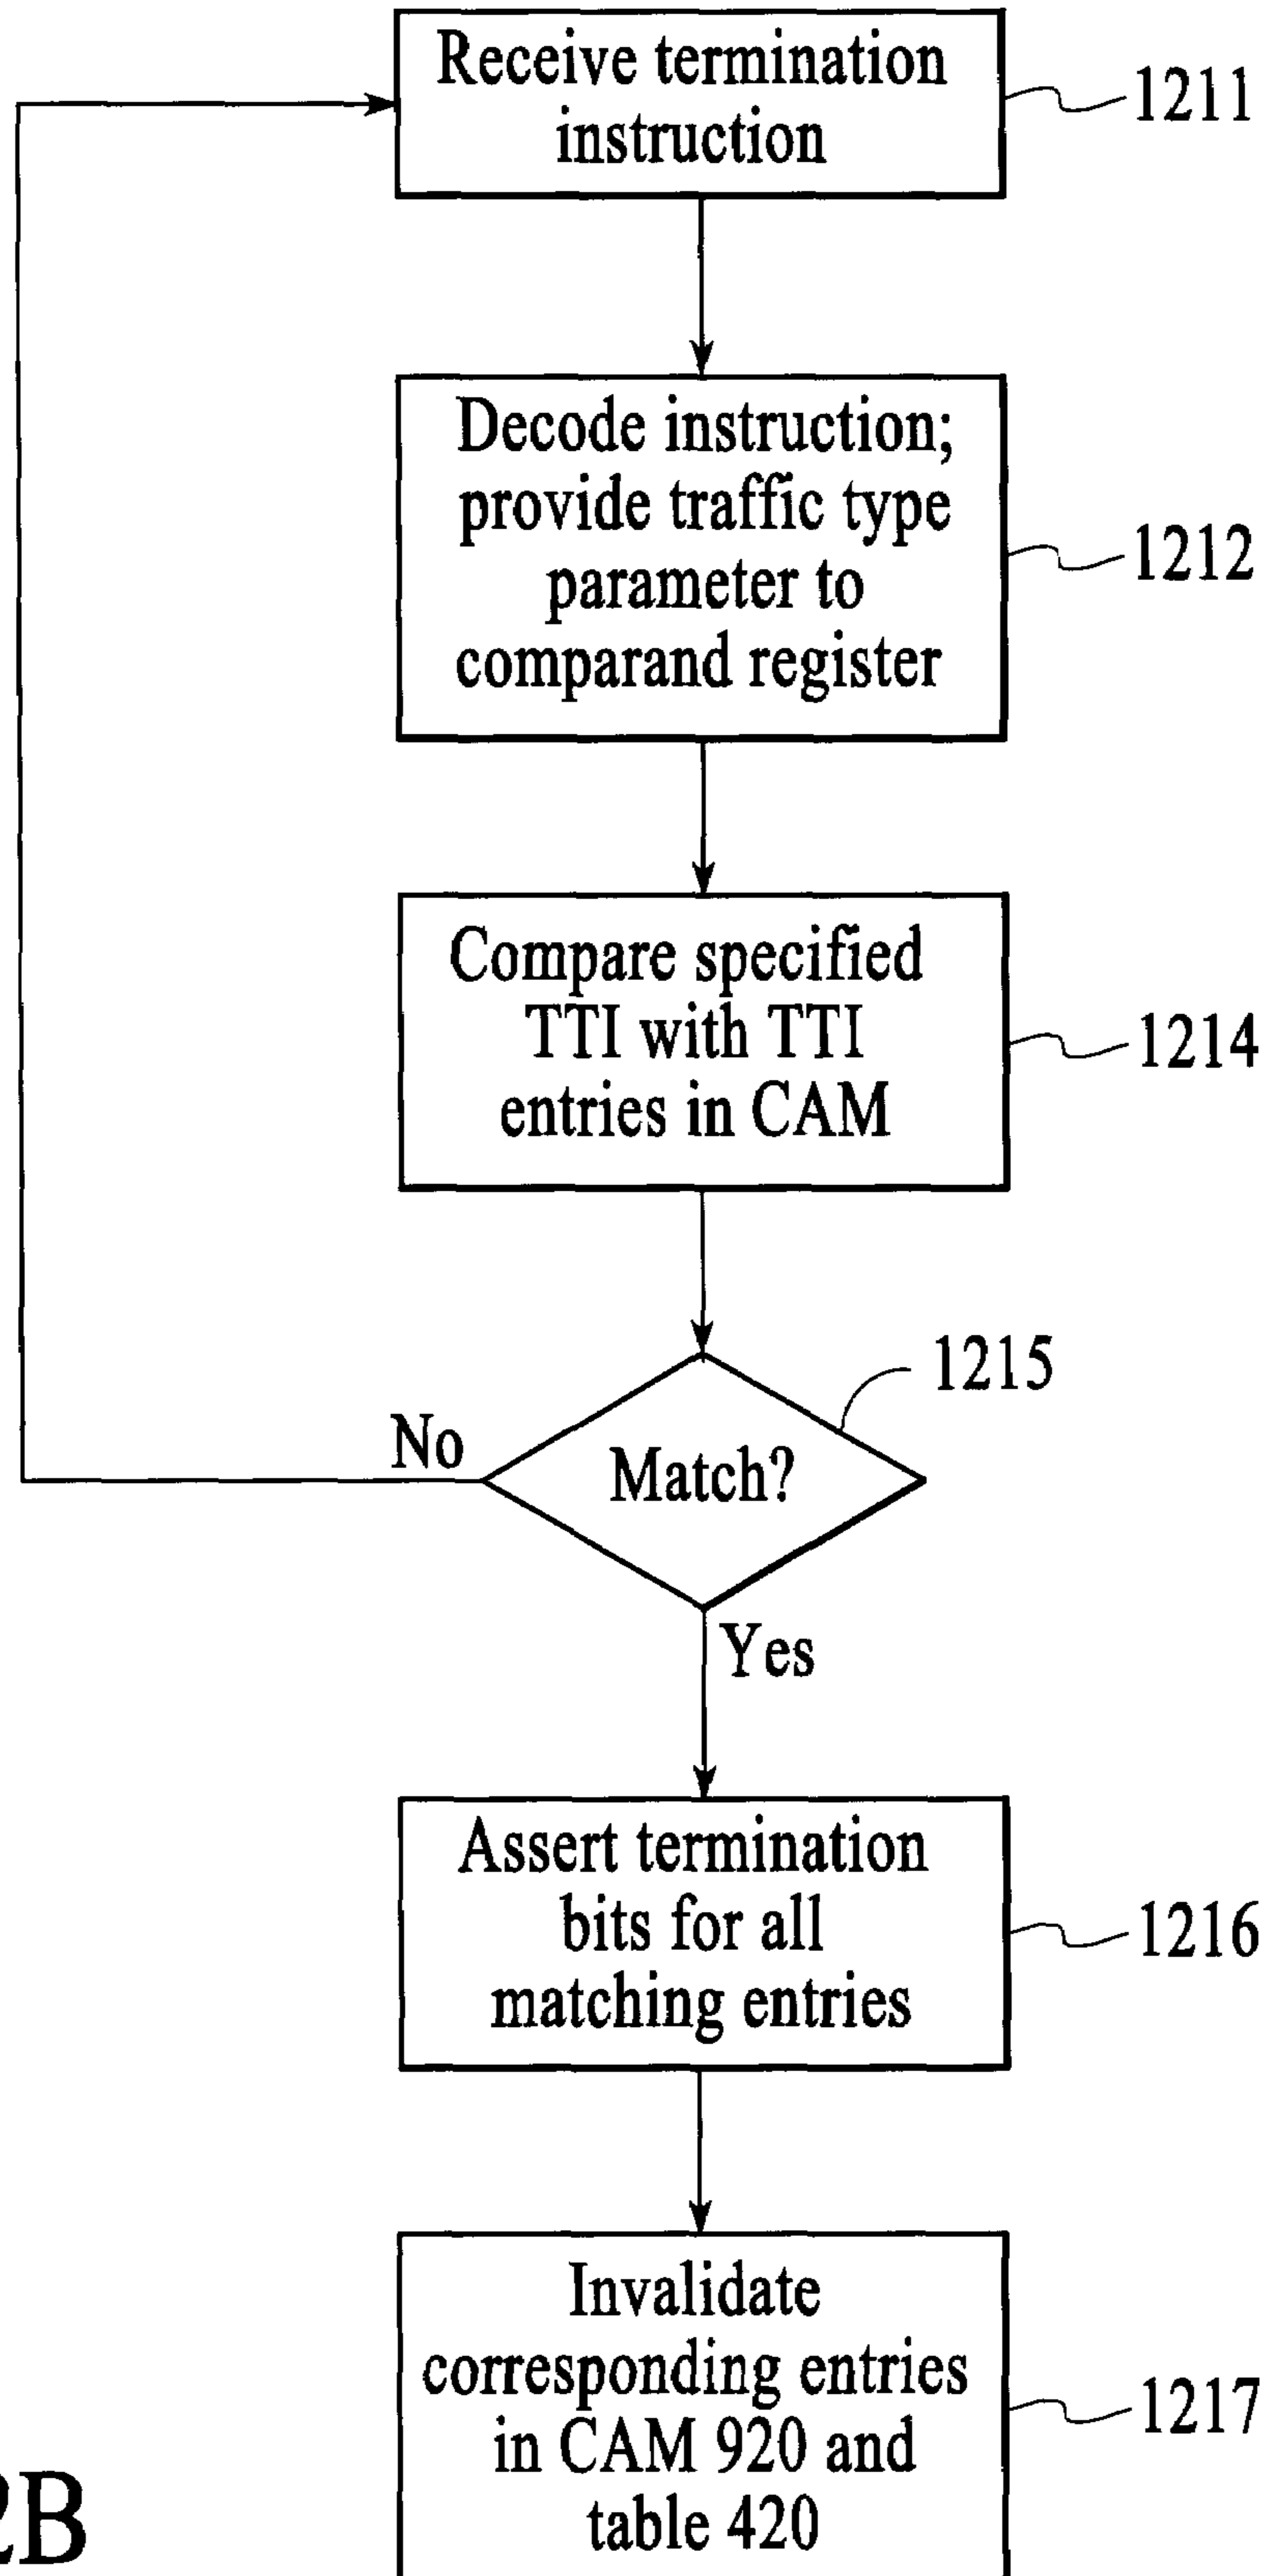 Receive termination
instruction
1211
Decode instruction;
provide traffic type
parameter to
comparand register
1212
Compare specified
TTI with TTI
entries in CAM
1214
1215
No
Match?
Yes
Assert termination
bits for all
matching entries
1216
Invalidate
corresponding entries
in CAM 920 and
table 420
1217
2B